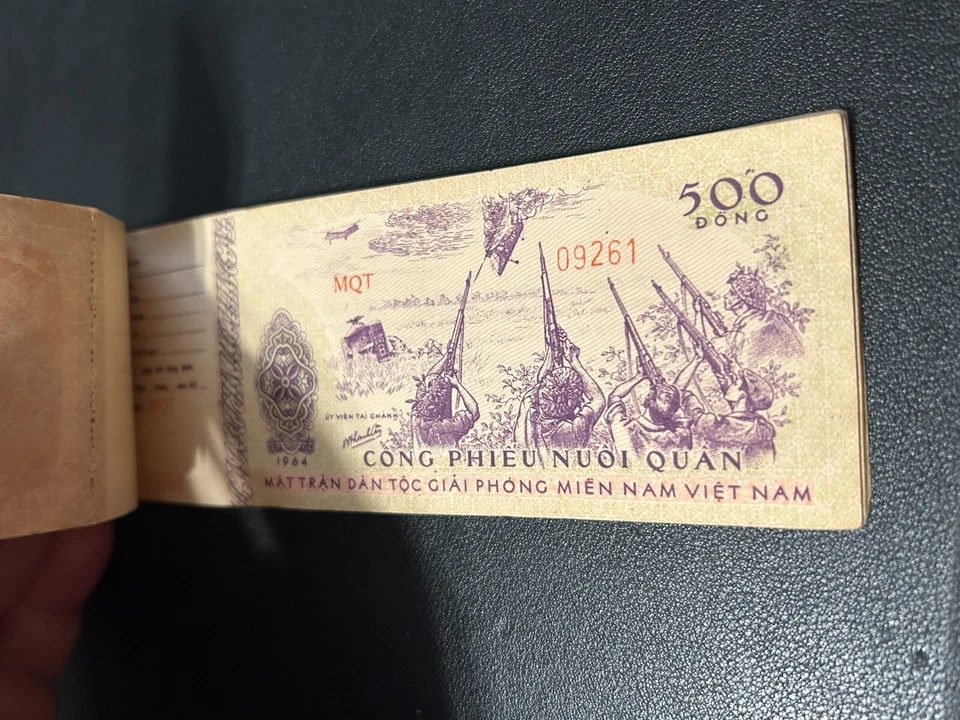 500
ĐỒNG
09261
MQT
ỦY VIÊN TÀI CHÁNH
1964
CÔNG PHIẾU NUÔI QUÂN
MẶT TRẬN DÂN TỘC GIẢI PHÓNG MIỀN NAM VIỆT NAM